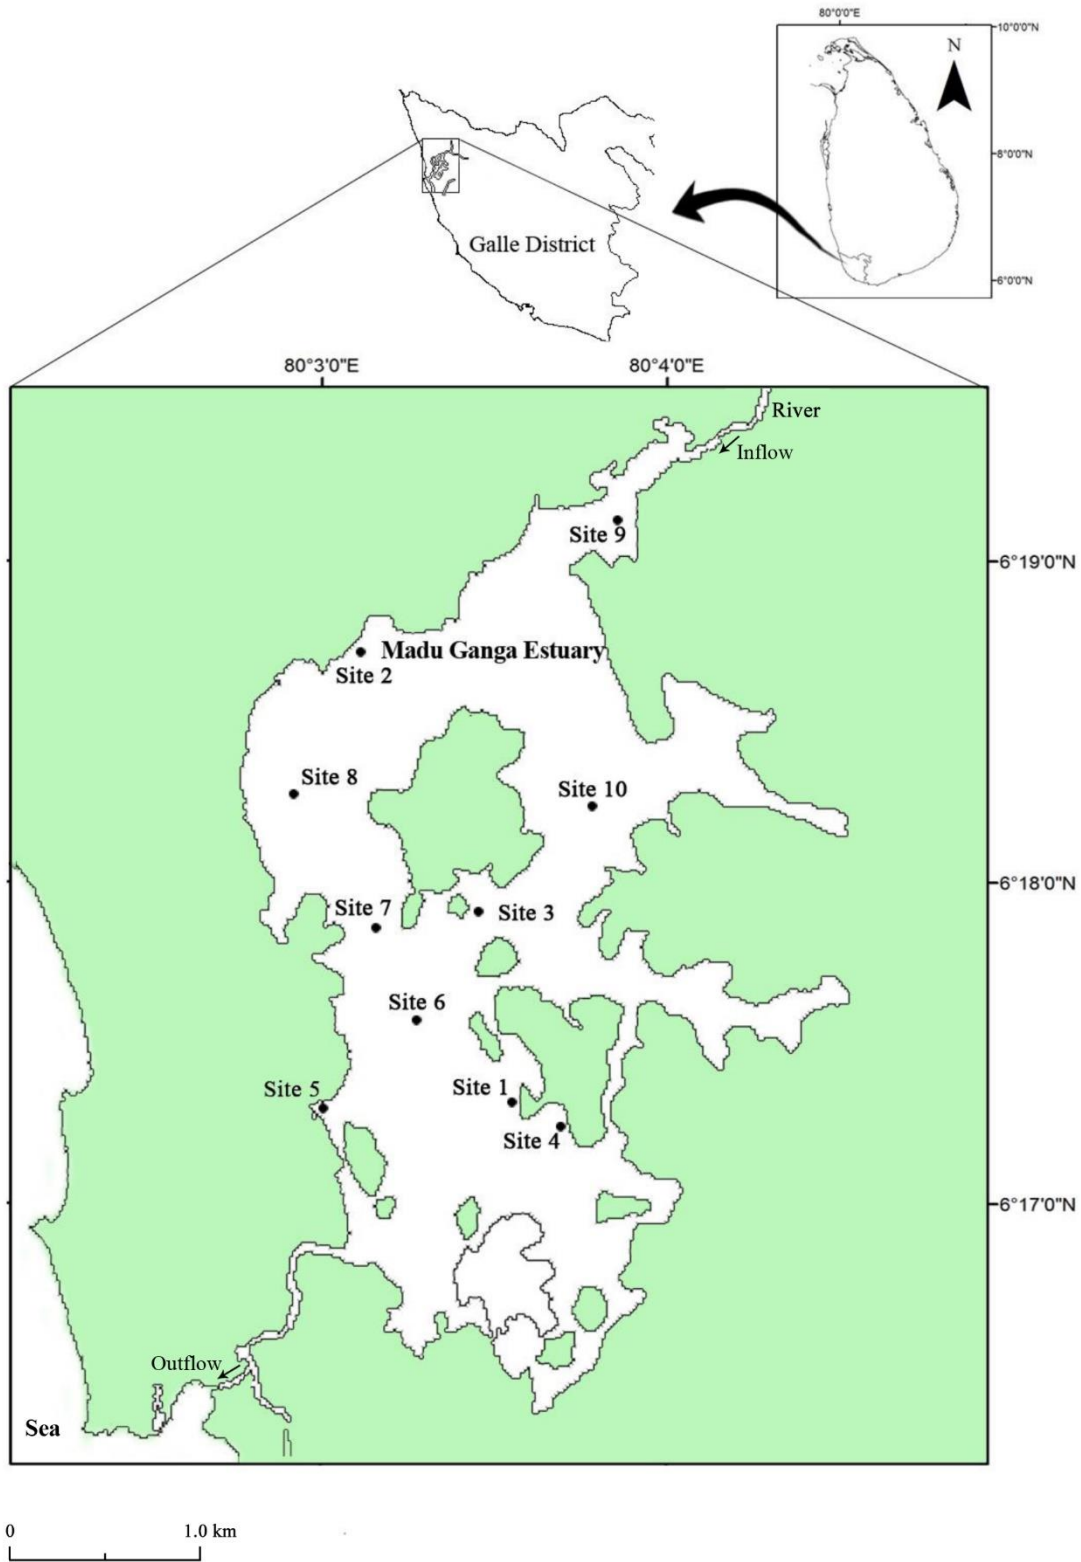 80°0'0"E
10°0'0"N
N
8°0'0"N
6°0'0"N
Galle District
80°3'0"E
80°4'0"E
River
Inflow
Site 9
6°19'0"N
Madu Ganga Estuary
Site 2
Site 8
Site 10
6°18'0"N
Site 7
Site 3
Site 6
Site 1
Site 5
Site 4
6°17'0"N
Outflow
Sea
0
1.0 km